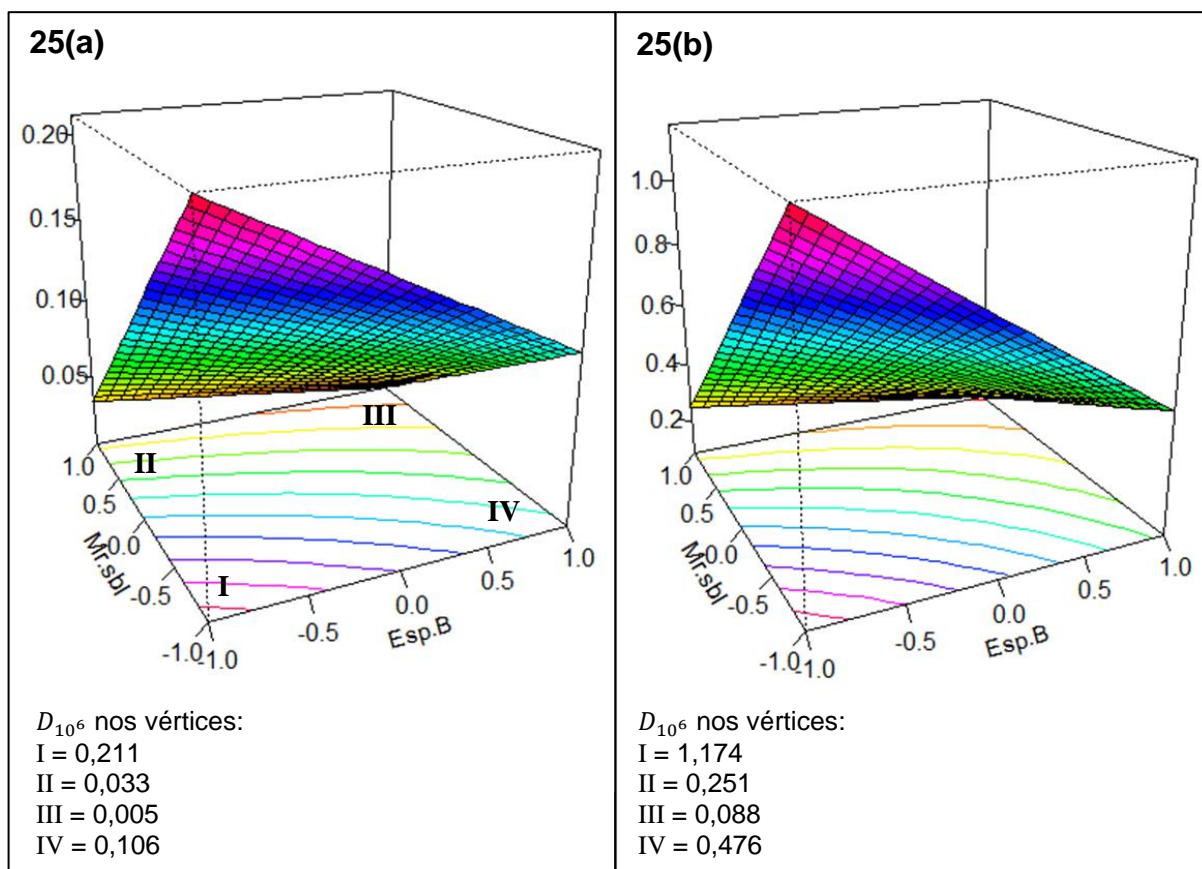 25(a)
0.20
0.15
0.10
0.05
1.0
0.5
0.0
-0.5
-1.0
Mr.sbl
-1.0
-0.5
0.0
0.5
1.0
Esp.B
I
II
III
IV
𝐷₁₀⁶ nos vértices:
I = 0,211
II = 0,033
III = 0,005
IV = 0,106
25(b)
1.0
0.8
0.6
0.4
0.2
1.0
0.5
0.0
-0.5
-1.0
Mr.sbl
-1.0
-0.5
0.0
0.5
1.0
Esp.B
𝐷₁₀⁶ nos vértices:
I = 1,174
II = 0,251
III = 0,088
IV = 0,476